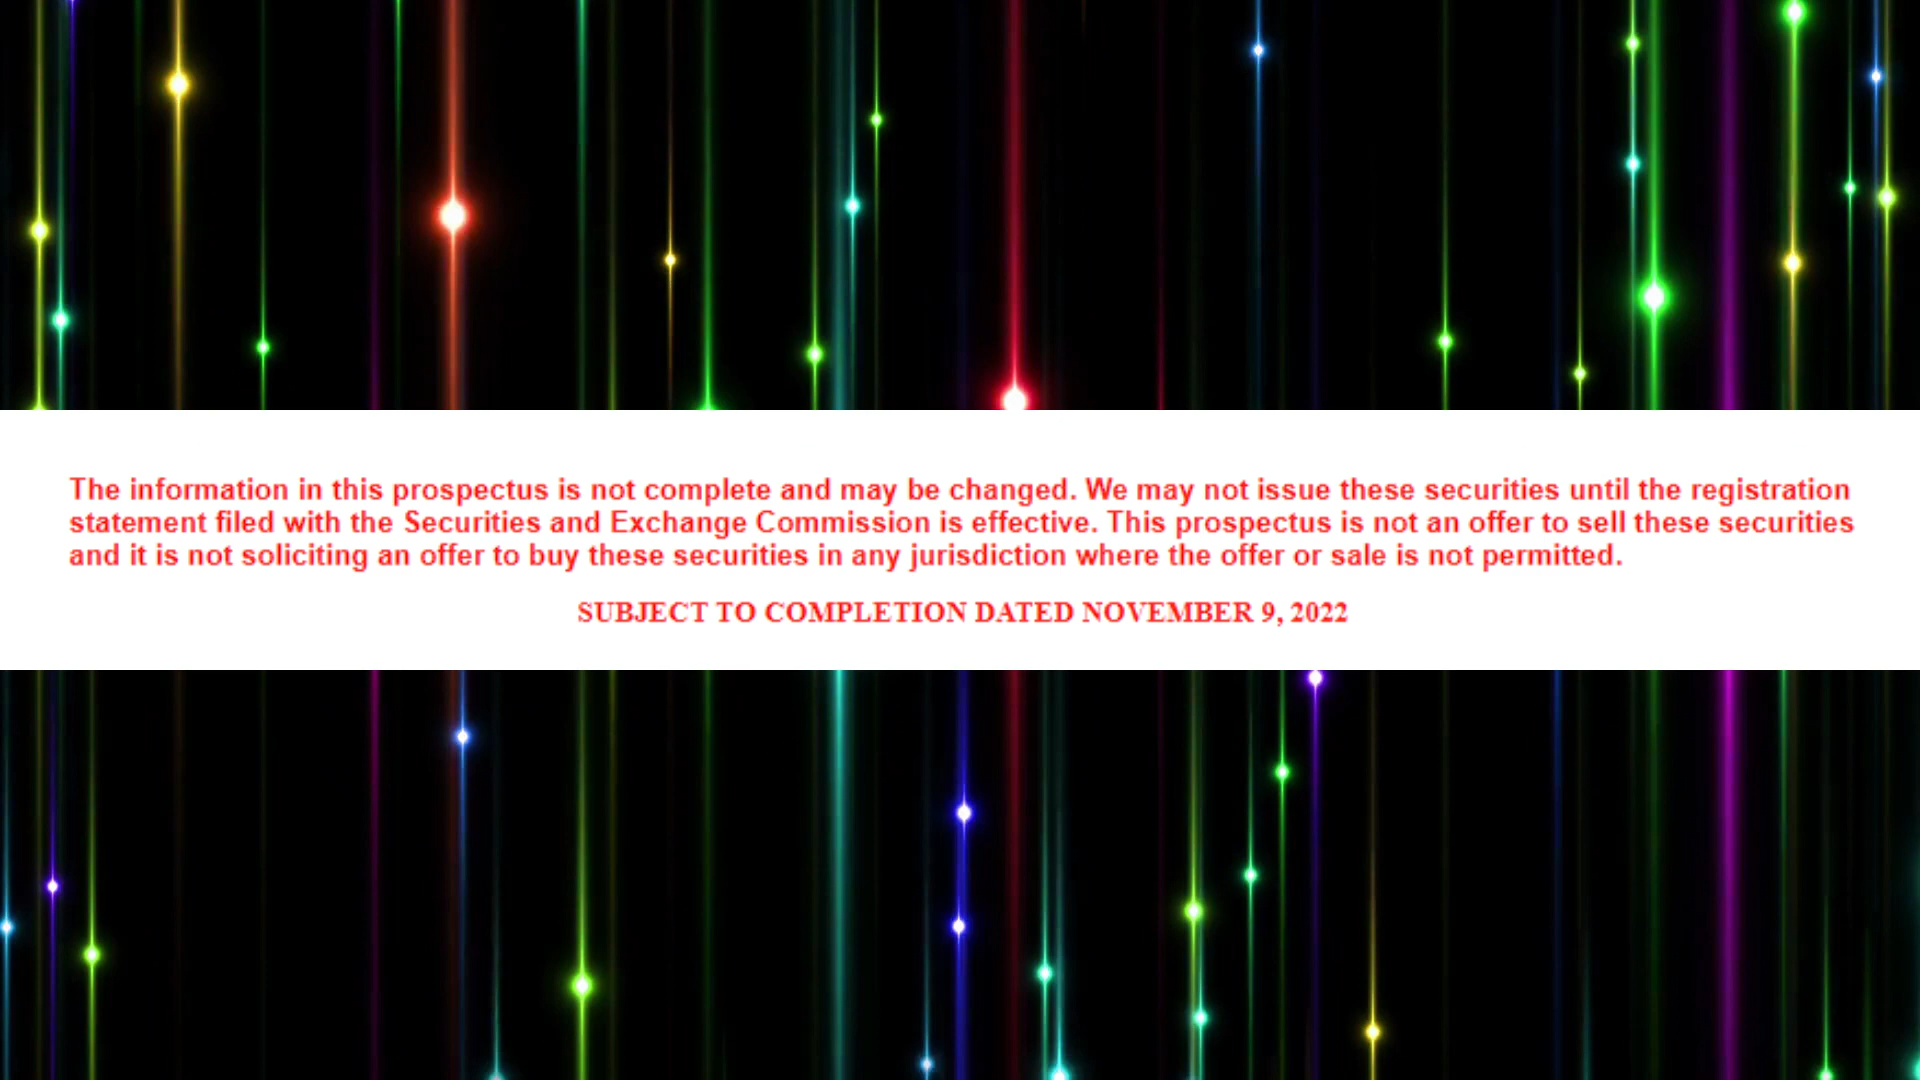 The information in this prospectus is not complete and may be changed. We may not issue these securities until the registration
statement filed with the Securities and Exchange Commission is effective. This prospectus is not an offer to sell these securities
and it is not soliciting an offer to buy these securities in any jurisdiction where the offer or sale is not permitted.
SUBJECT TO COMPLETION DATED NOVEMBER 9, 2022